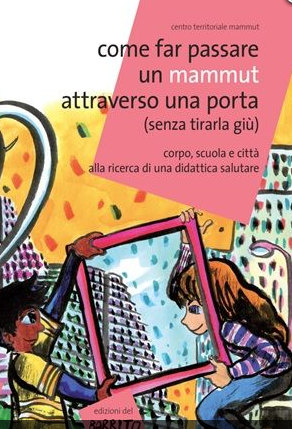 centro territoriale mammut
come far passare
un mammut
attraverso una porta
(senza tirarla giù)
corpo, scuola e città
alla ricerca di una didattica salutare
edizioni del
BARRITO